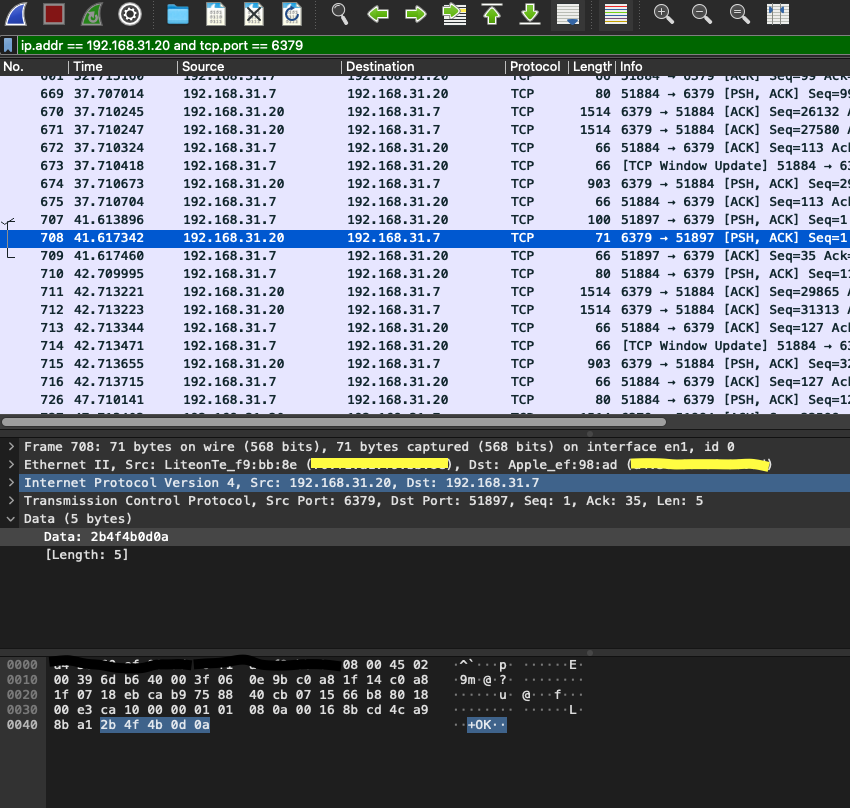 ip.addr == 192.168.31.20 and tcp.port == 6379
No. Time Source Destination Protocol Length Info
601 32.713160 192.168.31.7 192.168.31.20 TCP 66 51884 → 6379 [ACK] Seq=99 Ack
669 37.707014 192.168.31.7 192.168.31.20 TCP 80 51884 → 6379 [PSH, ACK] Seq=99
670 37.710245 192.168.31.20 192.168.31.7 TCP 1514 6379 → 51884 [ACK] Seq=26132 A
671 37.710247 192.168.31.20 192.168.31.7 TCP 1514 6379 → 51884 [ACK] Seq=27580 A
672 37.710324 192.168.31.7 192.168.31.20 TCP 66 51884 → 6379 [ACK] Seq=113 Ack
673 37.710418 192.168.31.7 192.168.31.20 TCP 66 [TCP Window Update] 51884 → 63
674 37.710673 192.168.31.20 192.168.31.7 TCP 903 6379 → 51884 [PSH, ACK] Seq=29
675 37.710704 192.168.31.7 192.168.31.20 TCP 66 51884 → 6379 [ACK] Seq=113 Ack
707 41.613896 192.168.31.7 192.168.31.20 TCP 100 51897 → 6379 [PSH, ACK] Seq=1
708 41.617342 192.168.31.20 192.168.31.7 TCP 71 6379 → 51897 [PSH, ACK] Seq=1
709 41.617460 192.168.31.7 192.168.31.20 TCP 66 51897 → 6379 [ACK] Seq=35 Ack=
710 42.709995 192.168.31.7 192.168.31.20 TCP 80 51884 → 6379 [PSH, ACK] Seq=11
711 42.713221 192.168.31.20 192.168.31.7 TCP 1514 6379 → 51884 [ACK] Seq=29865 A
712 42.713223 192.168.31.20 192.168.31.7 TCP 1514 6379 → 51884 [ACK] Seq=31313 A
713 42.713344 192.168.31.7 192.168.31.20 TCP 66 51884 → 6379 [ACK] Seq=127 Ack
714 42.713471 192.168.31.7 192.168.31.20 TCP 66 [TCP Window Update] 51884 → 63
715 42.713655 192.168.31.20 192.168.31.7 TCP 903 6379 → 51884 [PSH, ACK] Seq=32
716 42.713715 192.168.31.7 192.168.31.20 TCP 66 51884 → 6379 [ACK] Seq=127 Ack
726 47.710141 192.168.31.7 192.168.31.20 TCP 80 51884 → 6379 [PSH, ACK] Seq=12
Frame 708: 71 bytes on wire (568 bits), 71 bytes captured (568 bits) on interface en1, id 0
Ethernet II, Src: LiteonTe_f9:bb:8e ( ), Dst: Apple_ef:98:ad ( )
Internet Protocol Version 4, Src: 192.168.31.20, Dst: 192.168.31.7
Transmission Control Protocol, Src Port: 6379, Dst Port: 51897, Seq: 1, Ack: 35, Len: 5
Data (5 bytes)
Data: 2b4f4b0d0a
[Length: 5]
0000 08 00 45 02 ·^`···p ······E·
0010 00 39 6d b6 40 00 3f 06 0e 9b c0 a8 1f 14 c0 a8 ·9m·@·?· ········
0020 1f 07 18 eb ca b9 75 88 40 cb 07 15 66 b8 80 18 ······u· @···f···
0030 00 e3 ca 10 00 00 01 01 08 0a 00 16 8b cd 4c a9 ········ ······L·
0040 8b a1 2b 4f 4b 0d 0a ··+OK··